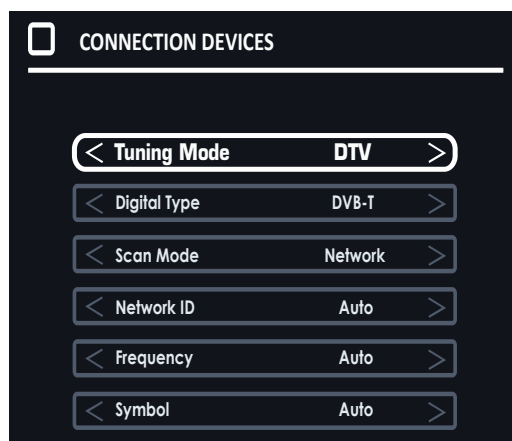 CONNECTION DEVICES
Tuning Mode DTV
Digital Type DVB-T
Scan Mode Network
Network ID Auto
Frequency Auto
Symbol Auto